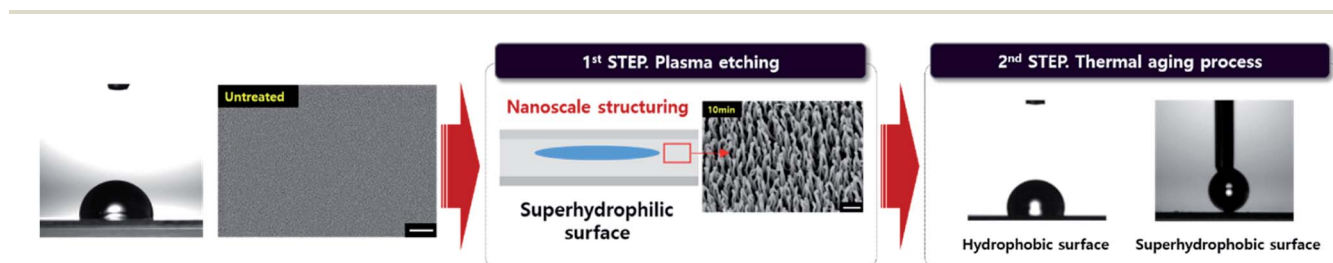 Untreated
1st STEP. Plasma etching
Nanoscale structuring
10min
Superhydrophilic
surface
2nd STEP. Thermal aging process
Hydrophobic surface
Superhydrophobic surface